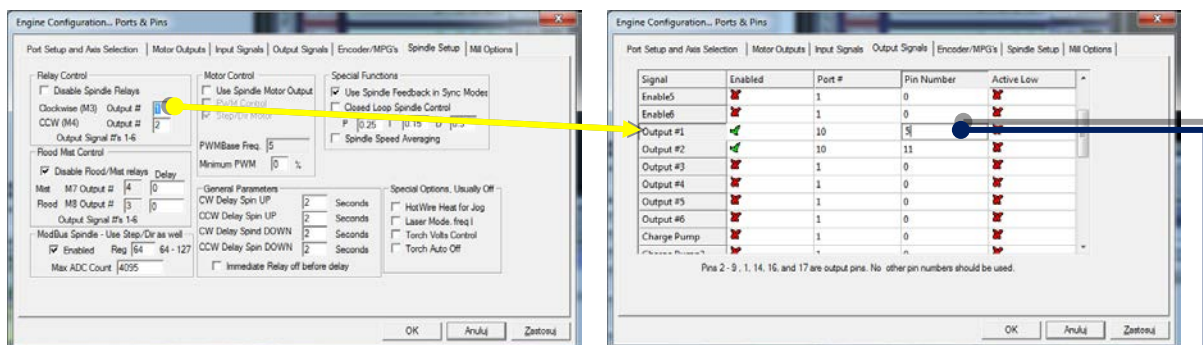 Engine Configuration... Ports & Pins
Port Setup and Axis Selection | Motor Outputs | Input Signals | Output Signals | Encoder/MPG's | Spindle Setup | Mill Options
Relay Control
Disable Spindle Relays
Clockwise (M3) Output # 1
CCW (M4) Output # 2
Output Signal #'s 1-6
Flood Mist Control
Disable Flood/Mist relays Delay
Mist M7 Output # 4 0
Flood M8 Output # 3 0
Output Signal #'s 1-6
ModBus Spindle - Use Step/Dir as well
Enabled Reg 64 64 - 127
Max ADC Count 4095
Motor Control
Use Spindle Motor Output
PWM Control
Step/Dir Motor
PWMBase Freq. 5
Minimum PWM 0 %
General Parameters
CW Delay Spin UP 2 Seconds
CCW Delay Spin UP 2 Seconds
CW Delay Spind DOWN 2 Seconds
CCW Delay Spin DOWN 2 Seconds
Immediate Relay off before delay
Special Functions
Use Spindle Feedback in Sync Modes
Closed Loop Spindle Control
P 0.25 I 0.15 D 0.5
Spindle Speed Averaging
Special Options, Usually Off
HotWire Heat for Jog
Laser Mode. freq
Torch Volts Control
Torch Auto Off
OK Anuluj Zastosuj
Engine Configuration... Ports & Pins
Port Setup and Axis Selection | Motor Outputs | Input Signals | Output Signals | Encoder/MPG's | Spindle Setup | Mill Options
Signal Enabled Port # Pin Number Active Low
Enable5 1 0
Enable6 1 0
Output #1 10 5
Output #2 10 11
Output #3 1 0
Output #4 1 0
Output #5 1 0
Output #6 1 0
Charge Pump 1 0
Charge Pump2 1 0
Pins 2 - 9 , 1, 14, 16, and 17 are output pins. No other pin numbers should be used.
OK Anuluj Zastosuj